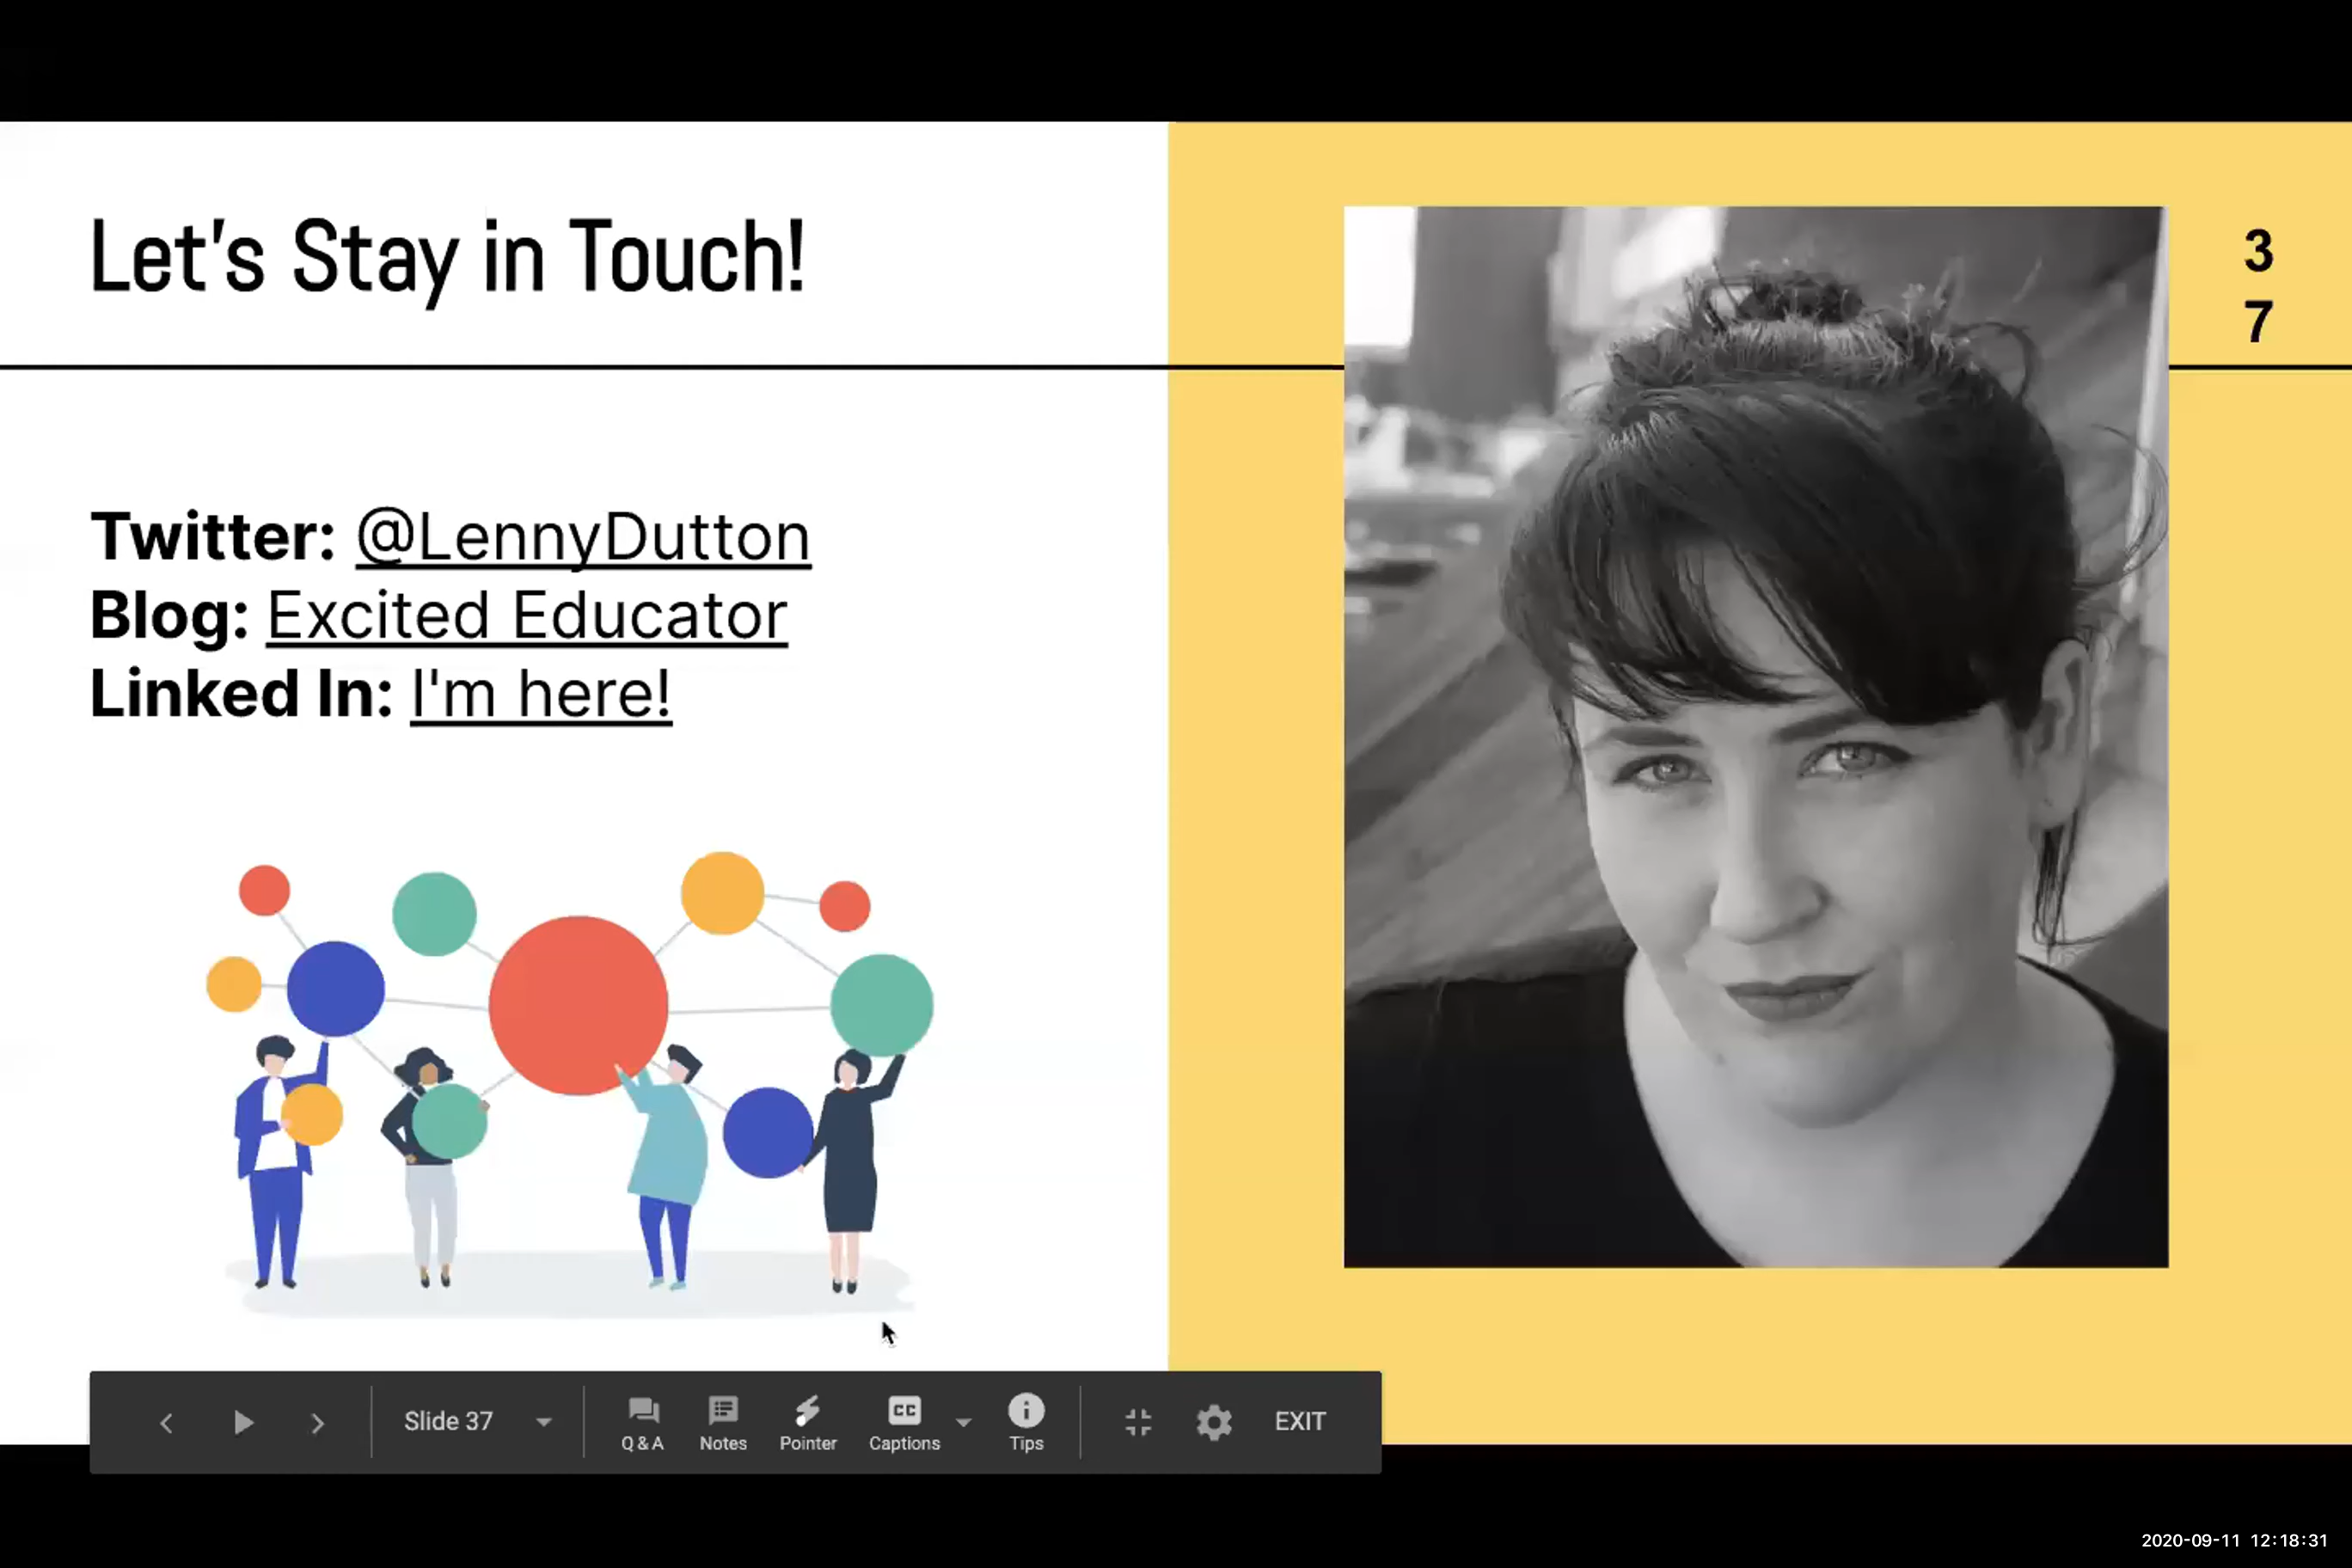 Let's Stay in Touch!
3
7
Twitter: @LennyDutton
Blog: Excited Educator
Linked In: I'm here!
Slide 37
Q & A
Notes
Pointer
CC
Captions
Tips
EXIT
2020-09-11 12:18:31